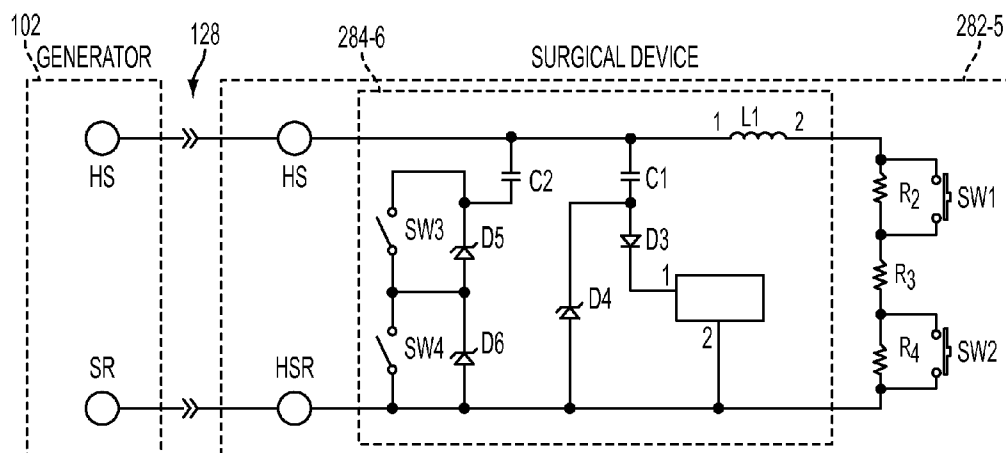 102
128
284-6
282-5
GENERATOR
SURGICAL DEVICE
1 L1 2
HS
HS
C2
C1
R2
SW1
SW3
D5
D3
1
R3
D4
2
SW4
D6
R4
SW2
SR
HSR